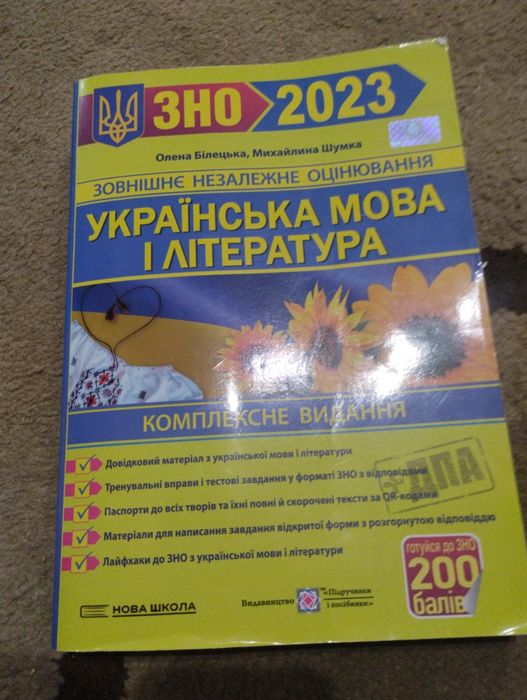 ЗНО 2023
Олена Білецька, Михайлина Шумка
ЗОВНІШНЄ НЕЗАЛЕЖНЕ ОЦІНЮВАННЯ
УКРАЇНСЬКА МОВА
І ЛІТЕРАТУРА
КОМПЛЕКСНЕ ВИДАННЯ
Довідковий матеріал з української мови і літератури
Тренувальні вправи і тестові завдання у форматі ЗНО з відповідями
Паспорти до всіх творів та їхні повні й скорочені тексти за QR-кодами
Матеріали для написання завдання відкритої форми з розгорнутою відповіддю
Лайфхаки до ЗНО з української мови і літератури
+ДПА
готуйся до ЗНО
200
балів
НОВА ШКОЛА
Видавництво «Підручники
і посібники»